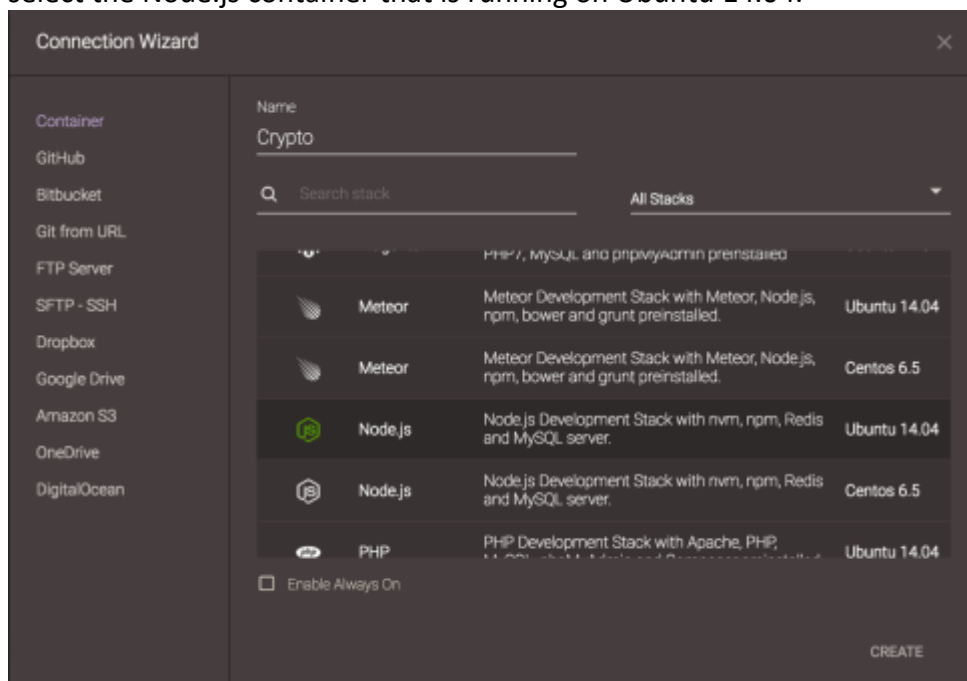 select the Node.js container that is running on Ubuntu 14.04.
Connection Wizard
Container
GitHub
Bitbucket
Git from URL
FTP Server
SFTP - SSH
Dropbox
Google Drive
Amazon S3
OneDrive
DigitalOcean
Name
Crypto
Search stack
All Stacks
PHP7, MySQL and phpMyAdmin preinstalled
Meteor
Meteor Development Stack with Meteor, Node.js,
npm, bower and grunt preinstalled.
Ubuntu 14.04
Meteor
Meteor Development Stack with Meteor, Node.js,
npm, bower and grunt preinstalled.
Centos 6.5
Node.js
Node.js Development Stack with nvm, npm, Redis
and MySQL server.
Ubuntu 14.04
Node.js
Node.js Development Stack with nvm, npm, Redis
and MySQL server.
Centos 6.5
php
PHP
PHP Development Stack with Apache, PHP,
Ubuntu 14.04
Enable Always On
CREATE